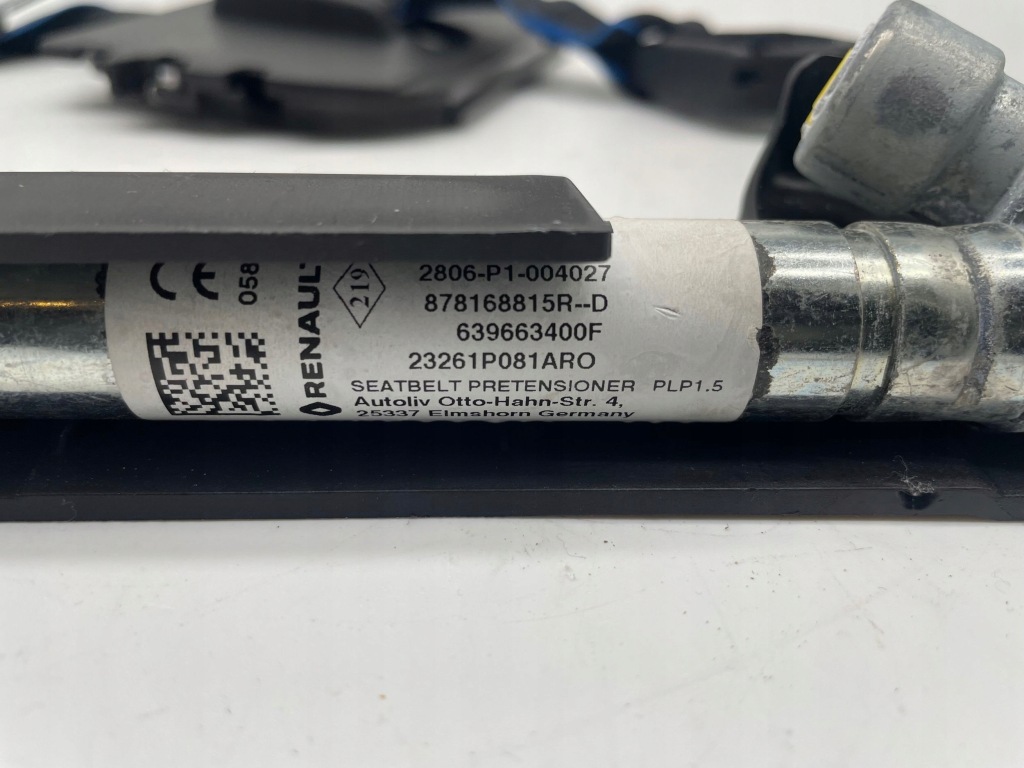 CE 058
RENAULT
219
2806-P1-004027
878168815R--D
639663400F
23261P081ARO
SEATBELT PRETENSIONER PLP1.5
Autoliv Otto-Hahn-Str. 4,
25337 Elmshorn Germany